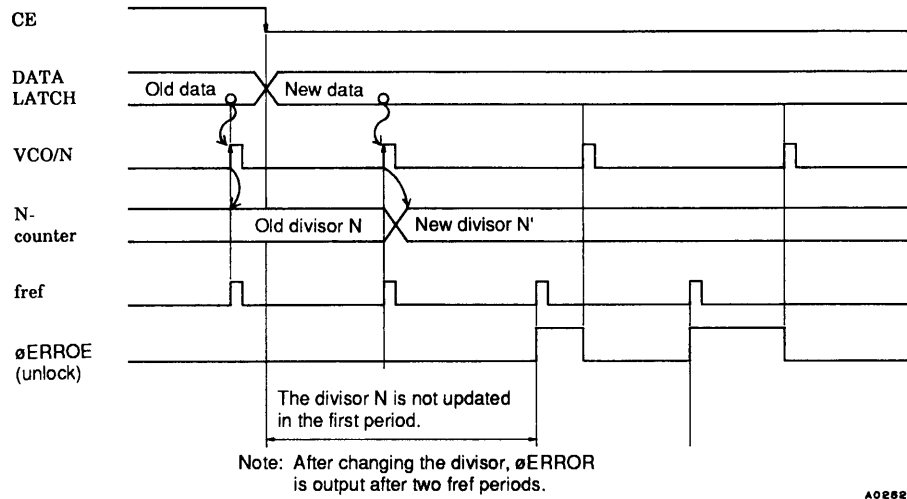 CE
DATA
LATCH
Old data
New data
VCO/N
N-
counter
Old divisor N
New divisor N'
fref
øERROE
(unlock)
The divisor N is not updated
in the first period.
Note: After changing the divisor, øERROR
is output after two fref periods.
A0262